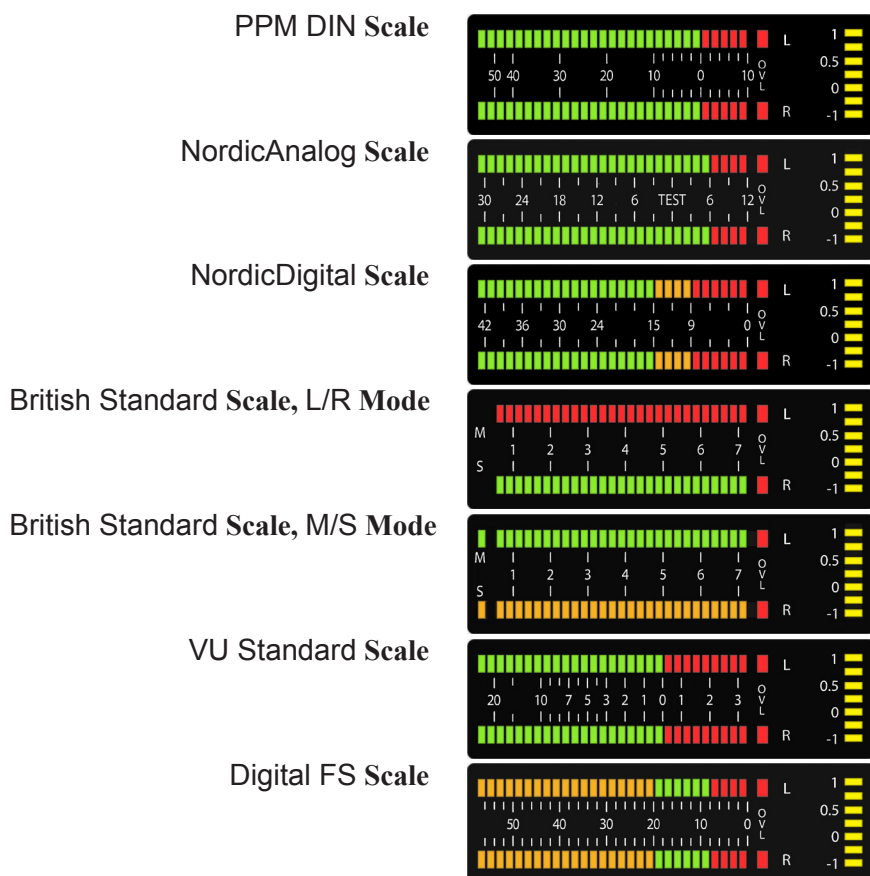 PPM DIN Scale
L 1
50 40 30 20 10 0 10 OVL 0.5
0
R -1
NordicAnalog Scale
L 1
30 24 18 12 6 TEST 6 12 OVL 0.5
0
R -1
NordicDigital Scale
L 1
42 36 30 24 15 9 0 OVL 0.5
0
R -1
British Standard Scale, L/R Mode
L 1
M OVL 0.5
1 2 3 4 5 6 7
S 0
R -1
British Standard Scale, M/S Mode
L 1
M OVL 0.5
1 2 3 4 5 6 7
S 0
R -1
VU Standard Scale
L 1
20 10 7 5 3 2 1 0 1 2 3 OVL 0.5
0
R -1
Digital FS Scale
L 1
50 40 30 20 10 0 OVL 0.5
0
R -1